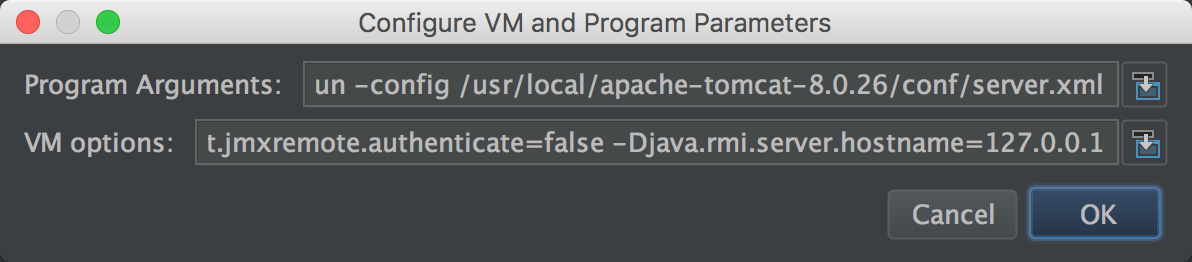 Configure VM and Program Parameters
Program Arguments: un -config /usr/local/apache-tomcat-8.0.26/conf/server.xml
VM options: t.jmxremote.authenticate=false -Djava.rmi.server.hostname=127.0.0.1
Cancel OK